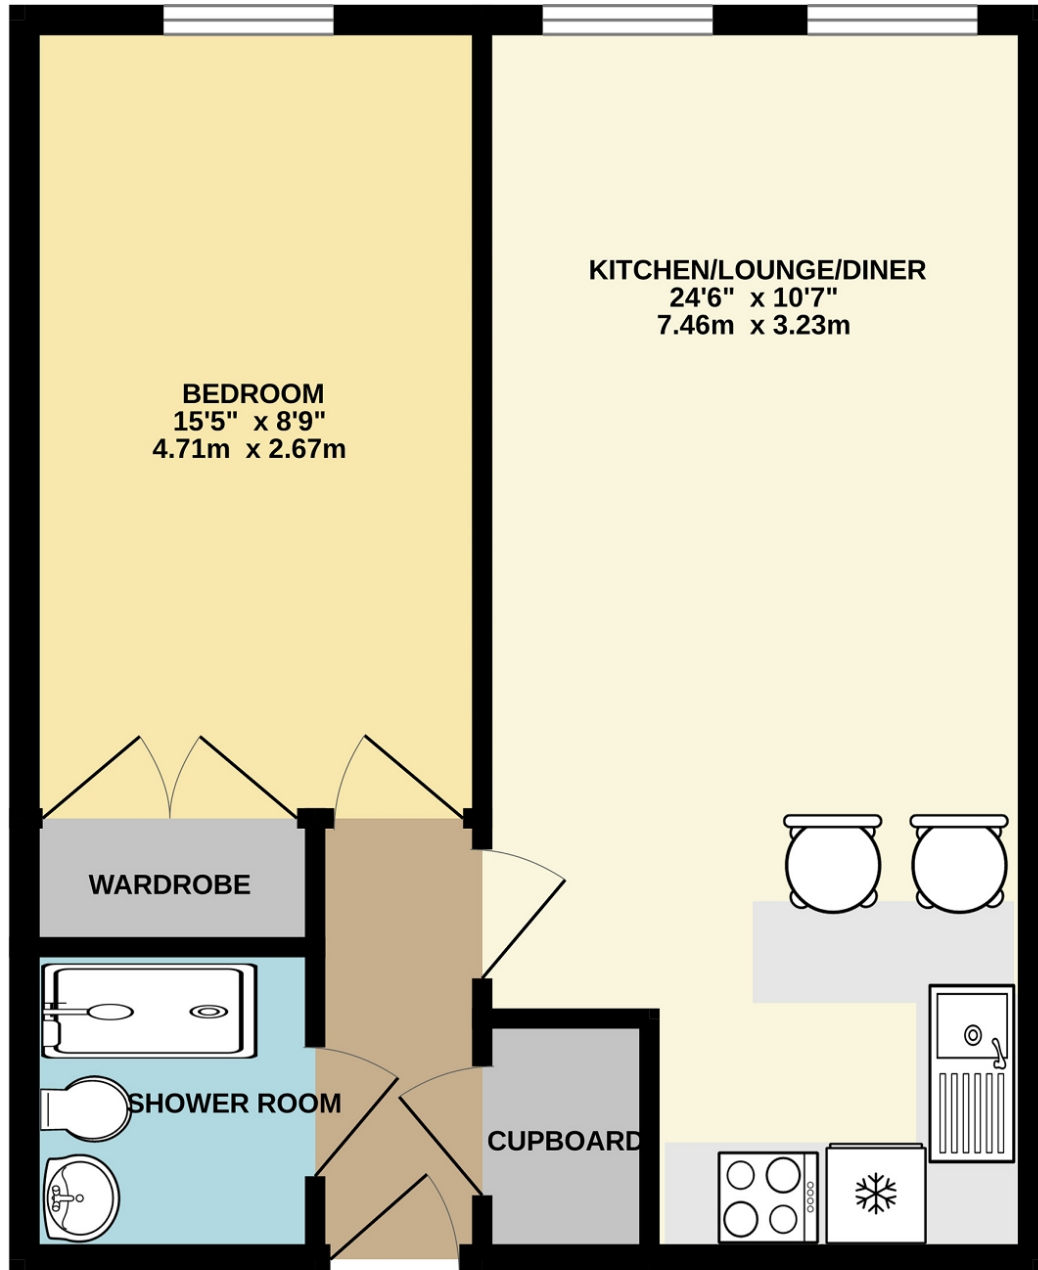 KITCHEN/LOUNGE/DINER
24'6" x 10'7"
7.46m x 3.23m
BEDROOM
15'5" x 8'9"
4.71m x 2.67m
WARDROBE
SHOWER ROOM
CUPBOARD